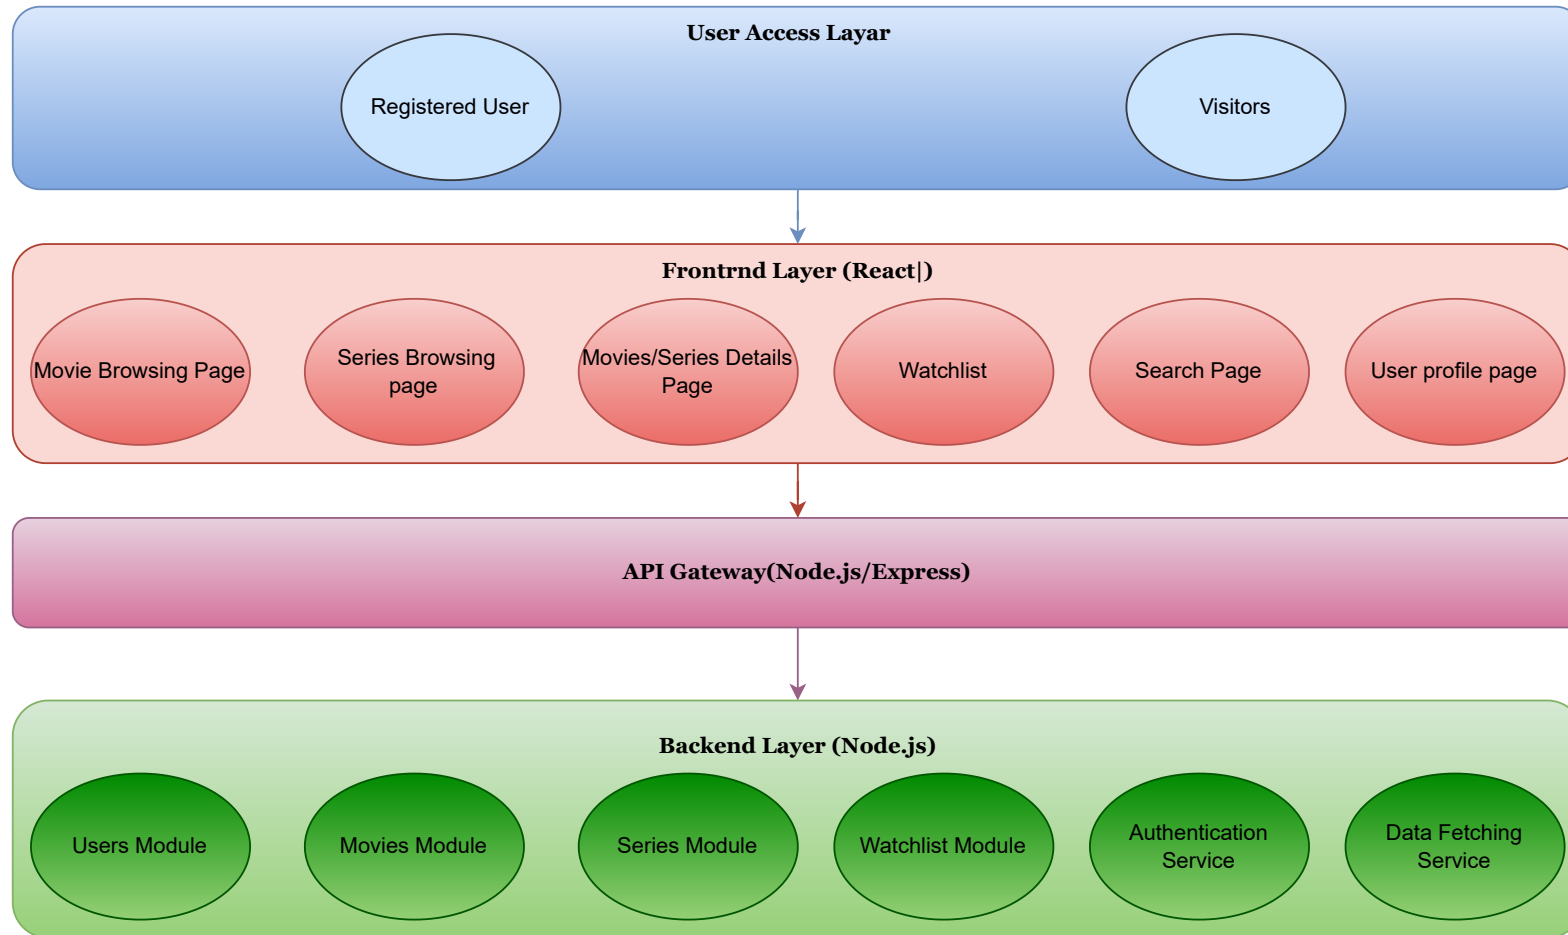 User Access Layar
Registered User
Visitors
Frontrnd Layer (React|)
Movie Browsing Page
Series Browsing
page
Movies/Series Details
Page
Watchlist
Search Page
User profile page
API Gateway(Node.js/Express)
Backend Layer (Node.js)
Users Module
Movies Module
Series Module
Watchlist Module
Authentication
Service
Data Fetching
Service